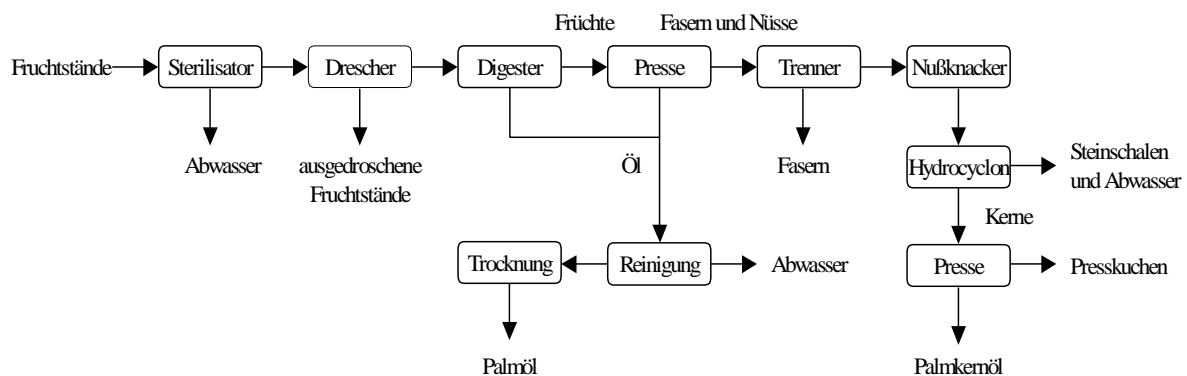 Früchte
Fasern und Nüsse
Fruchtstände
Sterilisator
Drescher
Digester
Presse
Trenner
Nußknacker
Abwasser
ausgedroschene
Fruchtstände
Öl
Fasern
Hydrocyclon
Steinschalen
und Abwasser
Kerne
Trocknung
Reinigung
Abwasser
Presse
Presskuchen
Palmöl
Palmkernöl